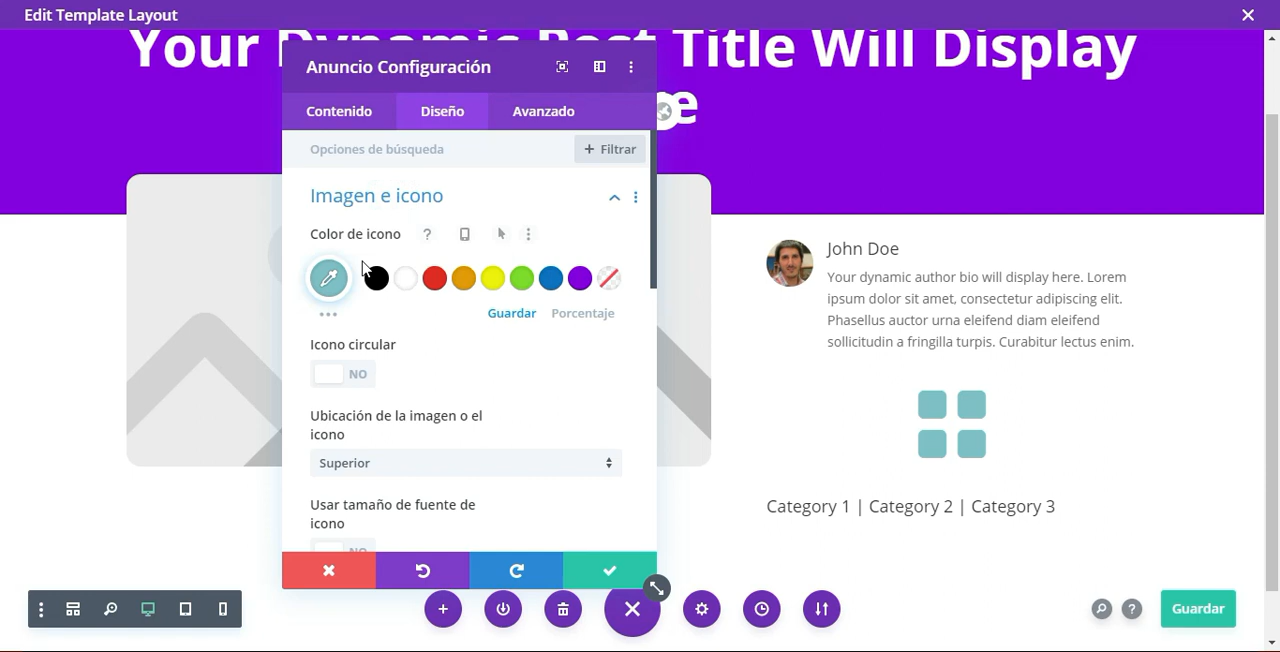 Edit Template Layout
Your Dynamic Post Title Will Display
Anuncio Configuración
Contenido
Diseño
Avanzado
Opciones de búsqueda
+ Filtrar
Imagen e icono
Color de icono
?
Guardar
Porcentaje
Icono circular
NO
Ubicación de la imagen o el
icono
Superior
Usar tamaño de fuente de
icono
NO
John Doe
Your dynamic author bio will display here. Lorem
ipsum dolor sit amet, consectetur adipiscing elit.
Phasellus auctor urna eleifend diam eleifend
sollicitudin a fringilla turpis. Curabitur lectus enim.
Category 1 | Category 2 | Category 3
?
Guardar